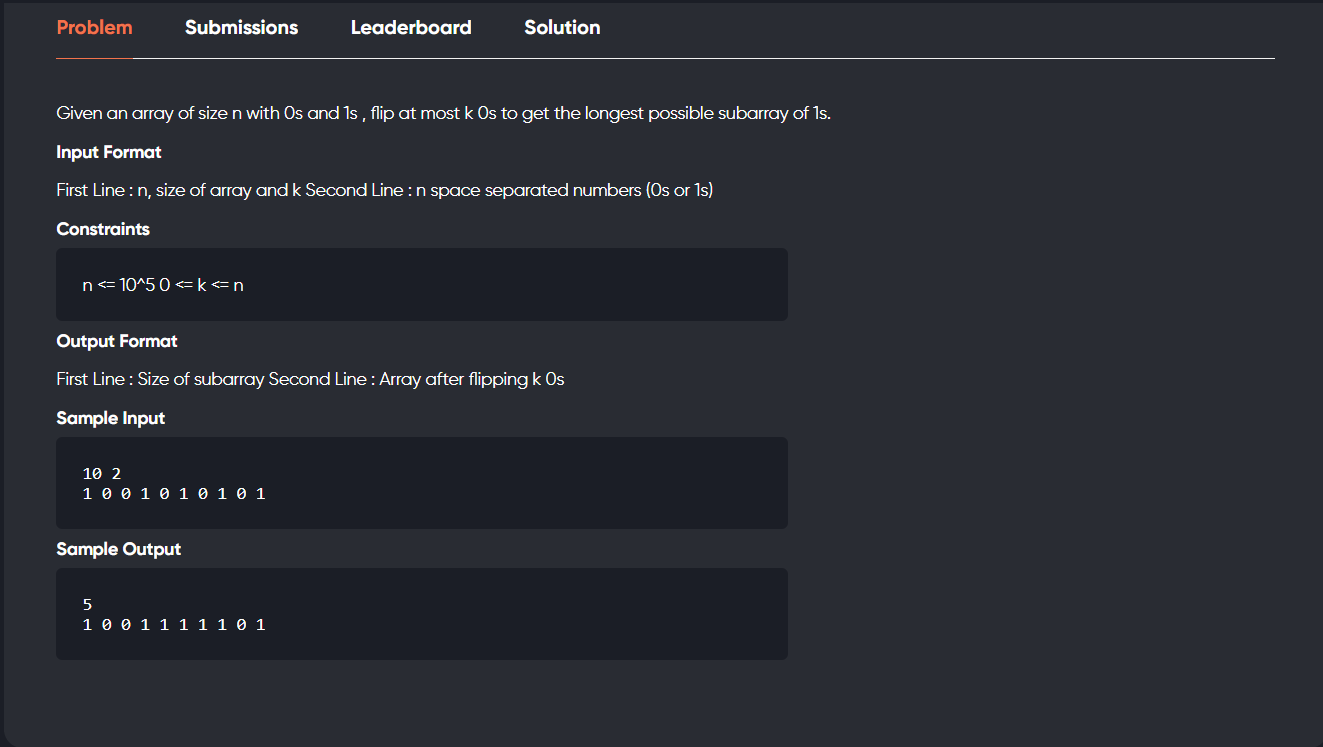 Problem Submissions Leaderboard Solution
Given an array of size n with 0s and 1s , flip at most k 0s to get the longest possible subarray of 1s.
Input Format
First Line : n, size of array and k Second Line : n space separated numbers (0s or 1s)
Constraints
n <= 10^5 0 <= k <= n
Output Format
First Line : Size of subarray Second Line : Array after flipping k 0s
Sample Input
10 2
1 0 0 1 0 1 0 1 0 1
Sample Output
5
1 0 0 1 1 1 1 1 0 1